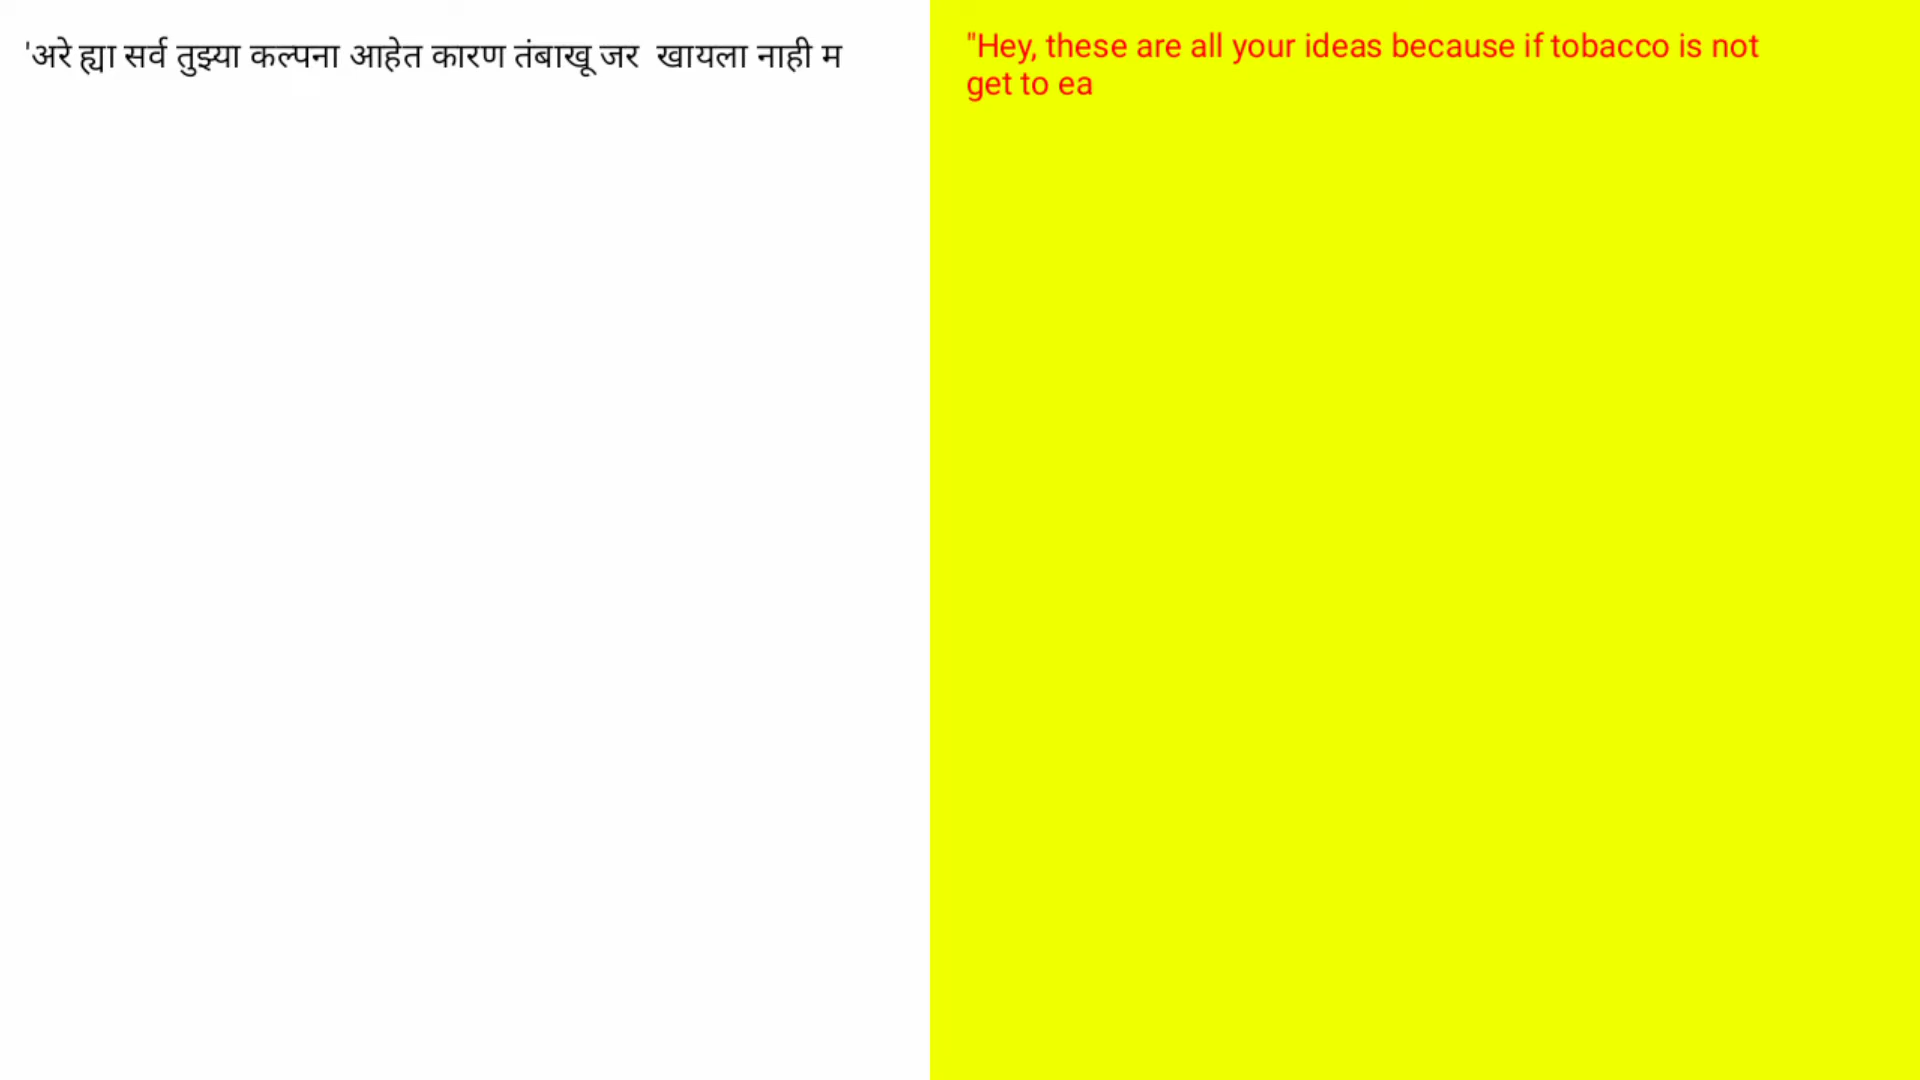 'अरे ह्या सर्व तुझ्या कल्पना आहेत कारण तंबाखू जर  खायला नाही म
"Hey, these are all your ideas because if tobacco is not
get to ea